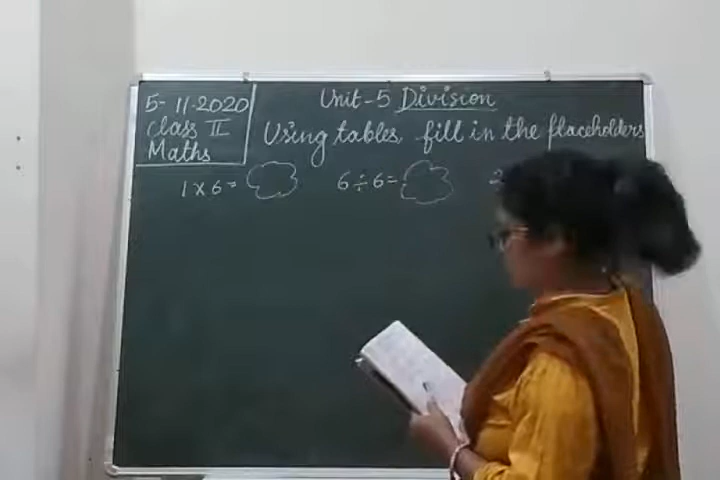 5-11-2020
Class II
Maths
Unit-5 Division
Using tables, fill in the placeholders
1 x 6 = 6 ÷ 6 = 2